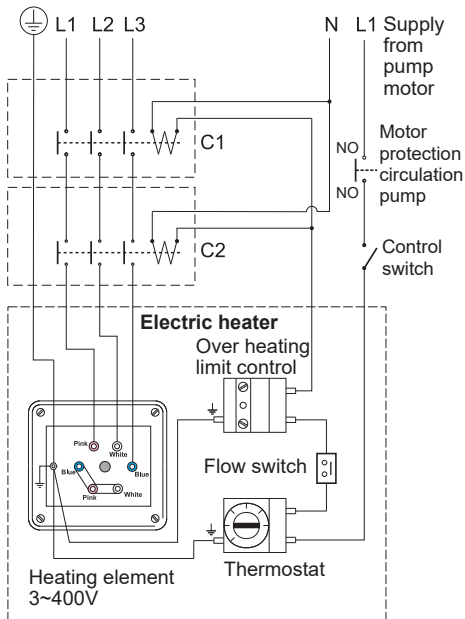 L1 L2 L3 N L1 Supply
from
pump
motor
C1
NO
NO
Motor
protection
circulation
pump
C2
Control
switch
Electric heater
Over heating
limit control
Pink
White
Blue
Blue
Pink
White
Flow switch
Thermostat
Heating element
3~400V